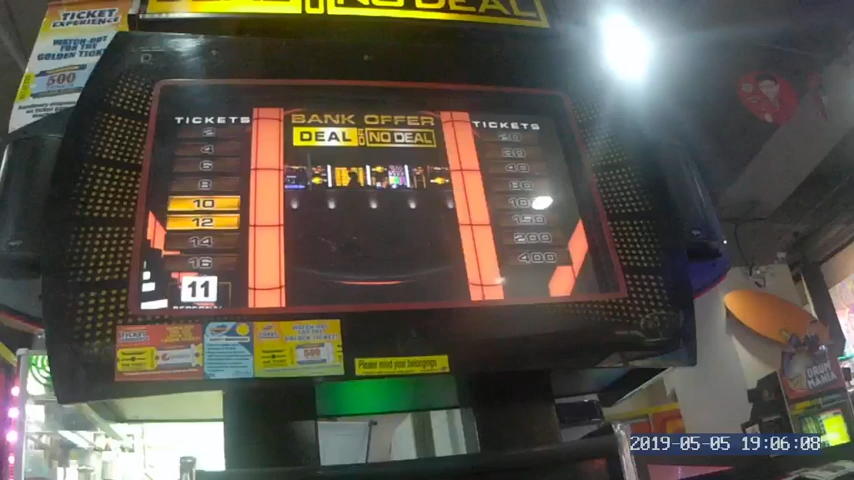 NO DEAL
TICKET
EXPERIENCE
WATCH-OUT
FOR THE
GOLDEN TICKET
500
BANK OFFER
DEAL OR NO DEAL
TICKETS
2
4
6
8
10
12
14
16
11
TICKETS
20
30
40
80
100
150
200
400
TICKET
WATCH-OUT
FOR THE
GOLDEN TICKET
500
Please mind your belongings
DRUM
MANIA
2019-05-05 19:06:08